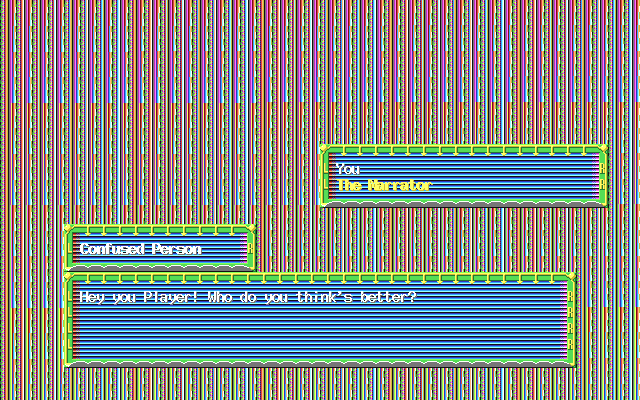 You
The Narrator
Confused Person
Hey you Player! Who do you think's better?